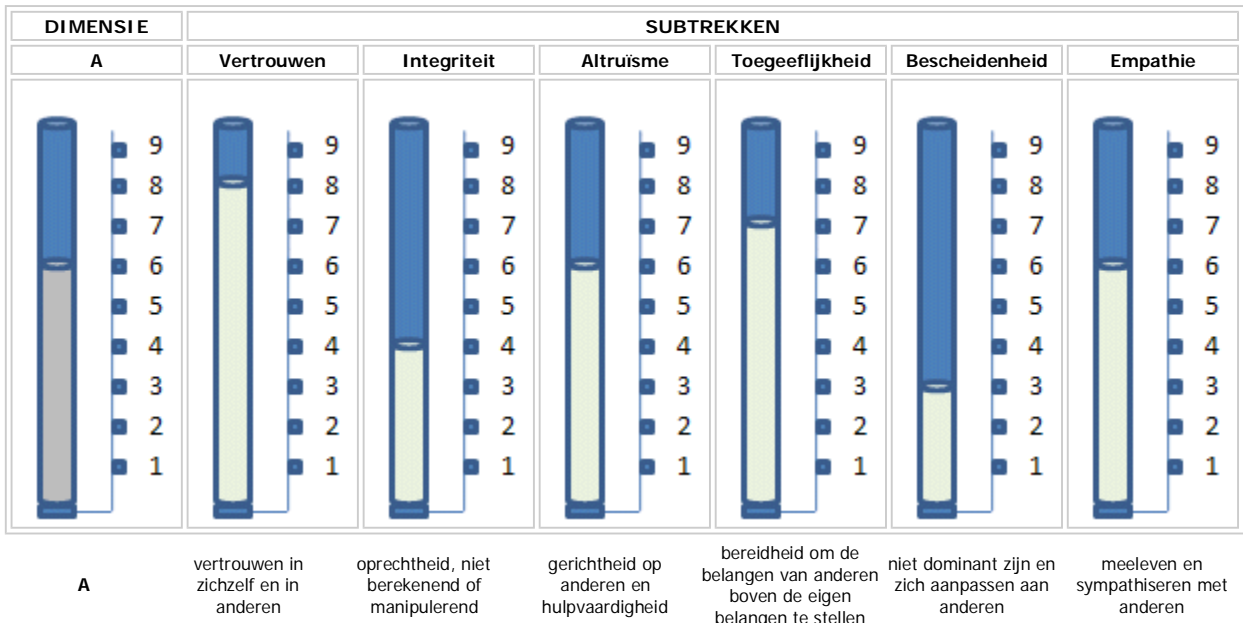 DIMENSIE SUBTREKKEN
A Vertrouwen Integriteit Altruïsme Toegeeflijkheid Bescheidenheid Empathie
9 9 9 9 9 9 9
8 8 8 8 8 8 8
7 7 7 7 7 7 7
6 6 6 6 6 6 6
5 5 5 5 5 5 5
4 4 4 4 4 4 4
3 3 3 3 3 3 3
2 2 2 2 2 2 2
1 1 1 1 1 1 1
A
vertrouwen in
zichzelf en in
anderen
oprechtheid, niet
berekenend of
manipulerend
gerichtheid op
anderen en
hulpvaardigheid
bereidheid om de
belangen van anderen
boven de eigen
belangen te stellen
niet dominant zijn en
zich aanpassen aan
anderen
meeleven en
sympathiseren met
anderen